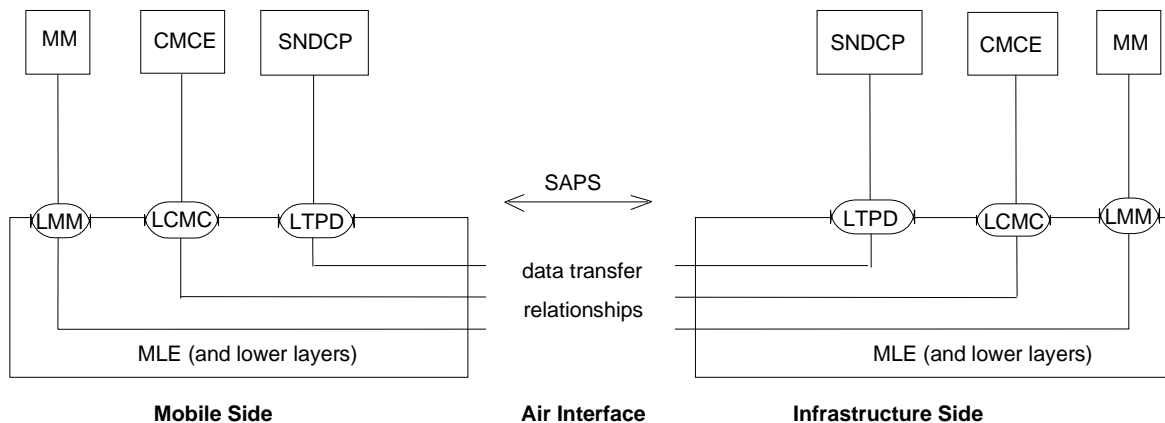 MM CMCE SNDCP SNDCP CMCE MM
SAPS
LMM LCMC LTPD LTPD LCMC LMM
data transfer
relationships
MLE (and lower layers) MLE (and lower layers)
Mobile Side Air Interface Infrastructure Side